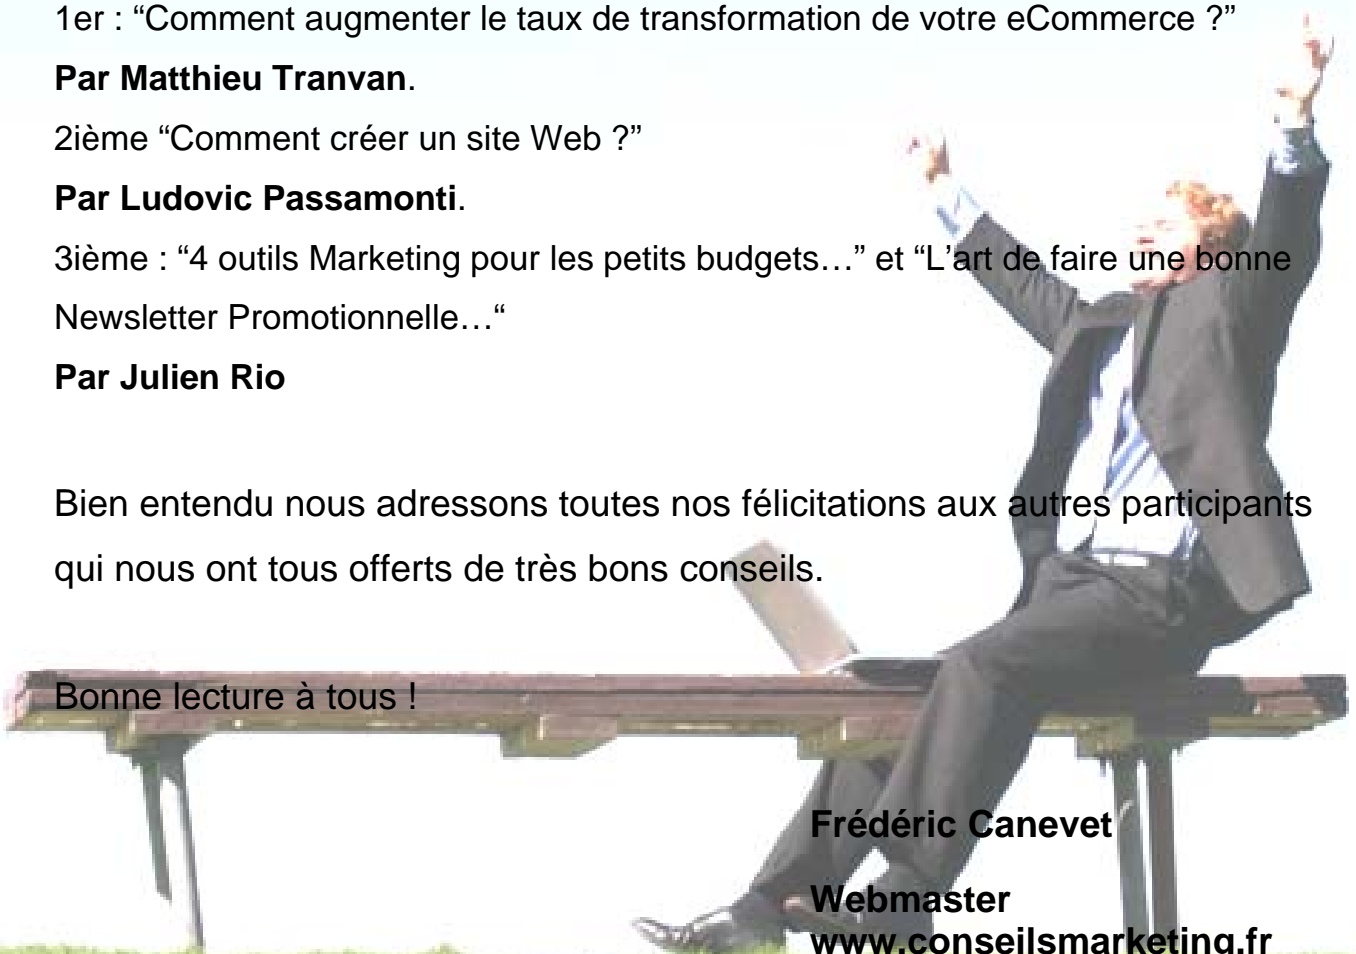 1er : “Comment augmenter le taux de transformation de votre eCommerce ?”
Par Matthieu Tranvan.
2ième “Comment créer un site Web ?”
Par Ludovic Passamonti.
3ième : “4 outils Marketing pour les petits budgets…” et “L’art de faire une bonne
Newsletter Promotionnelle…“
Par Julien Rio
Bien entendu nous adressons toutes nos félicitations aux autres participants
qui nous ont tous offerts de très bons conseils.
Bonne lecture à tous !
Frédéric Canevet
Webmaster
www.conseilsmarketing.fr